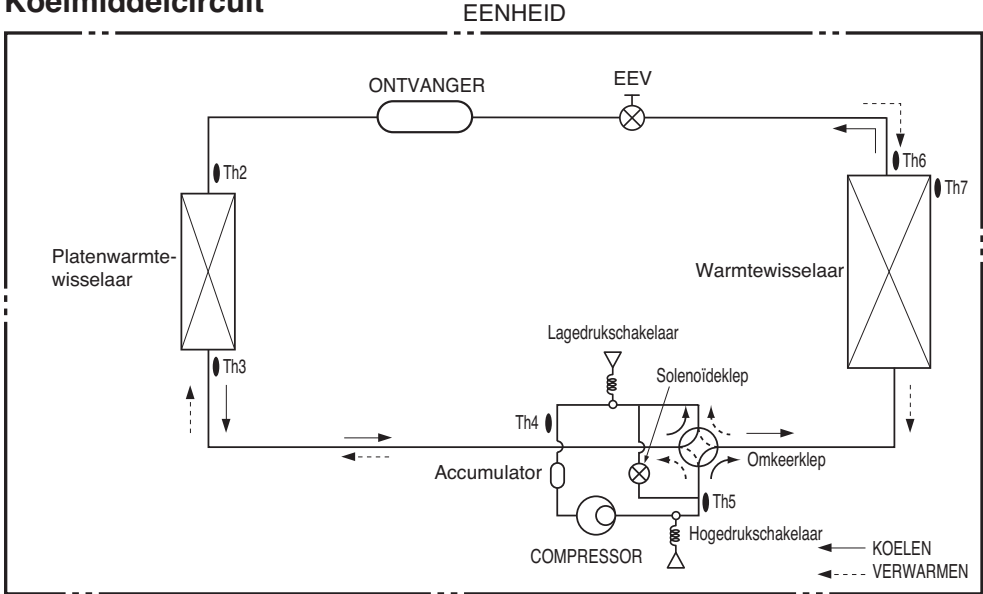 Koelmiddelcircuit
EENHEID
ONTVANGER
EEV
Th2
Th6
Th7
Platenwarmte-
wisselaar
Warmtewisselaar
Th3
Lagedrukschakelaar
Solenoïdeklep
Th4
Omkeerklep
Accumulator
Th5
Hogedrukschakelaar
COMPRESSOR
KOELEN
VERWARMEN